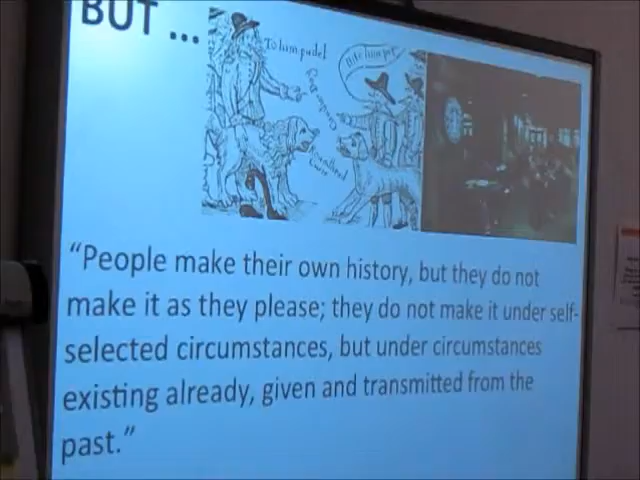 BUT ...
To him pudel
Bite him pep
“People make their own history, but they do not
make it as they please; they do not make it under self-
selected circumstances, but under circumstances
existing already, given and transmitted from the
past.”